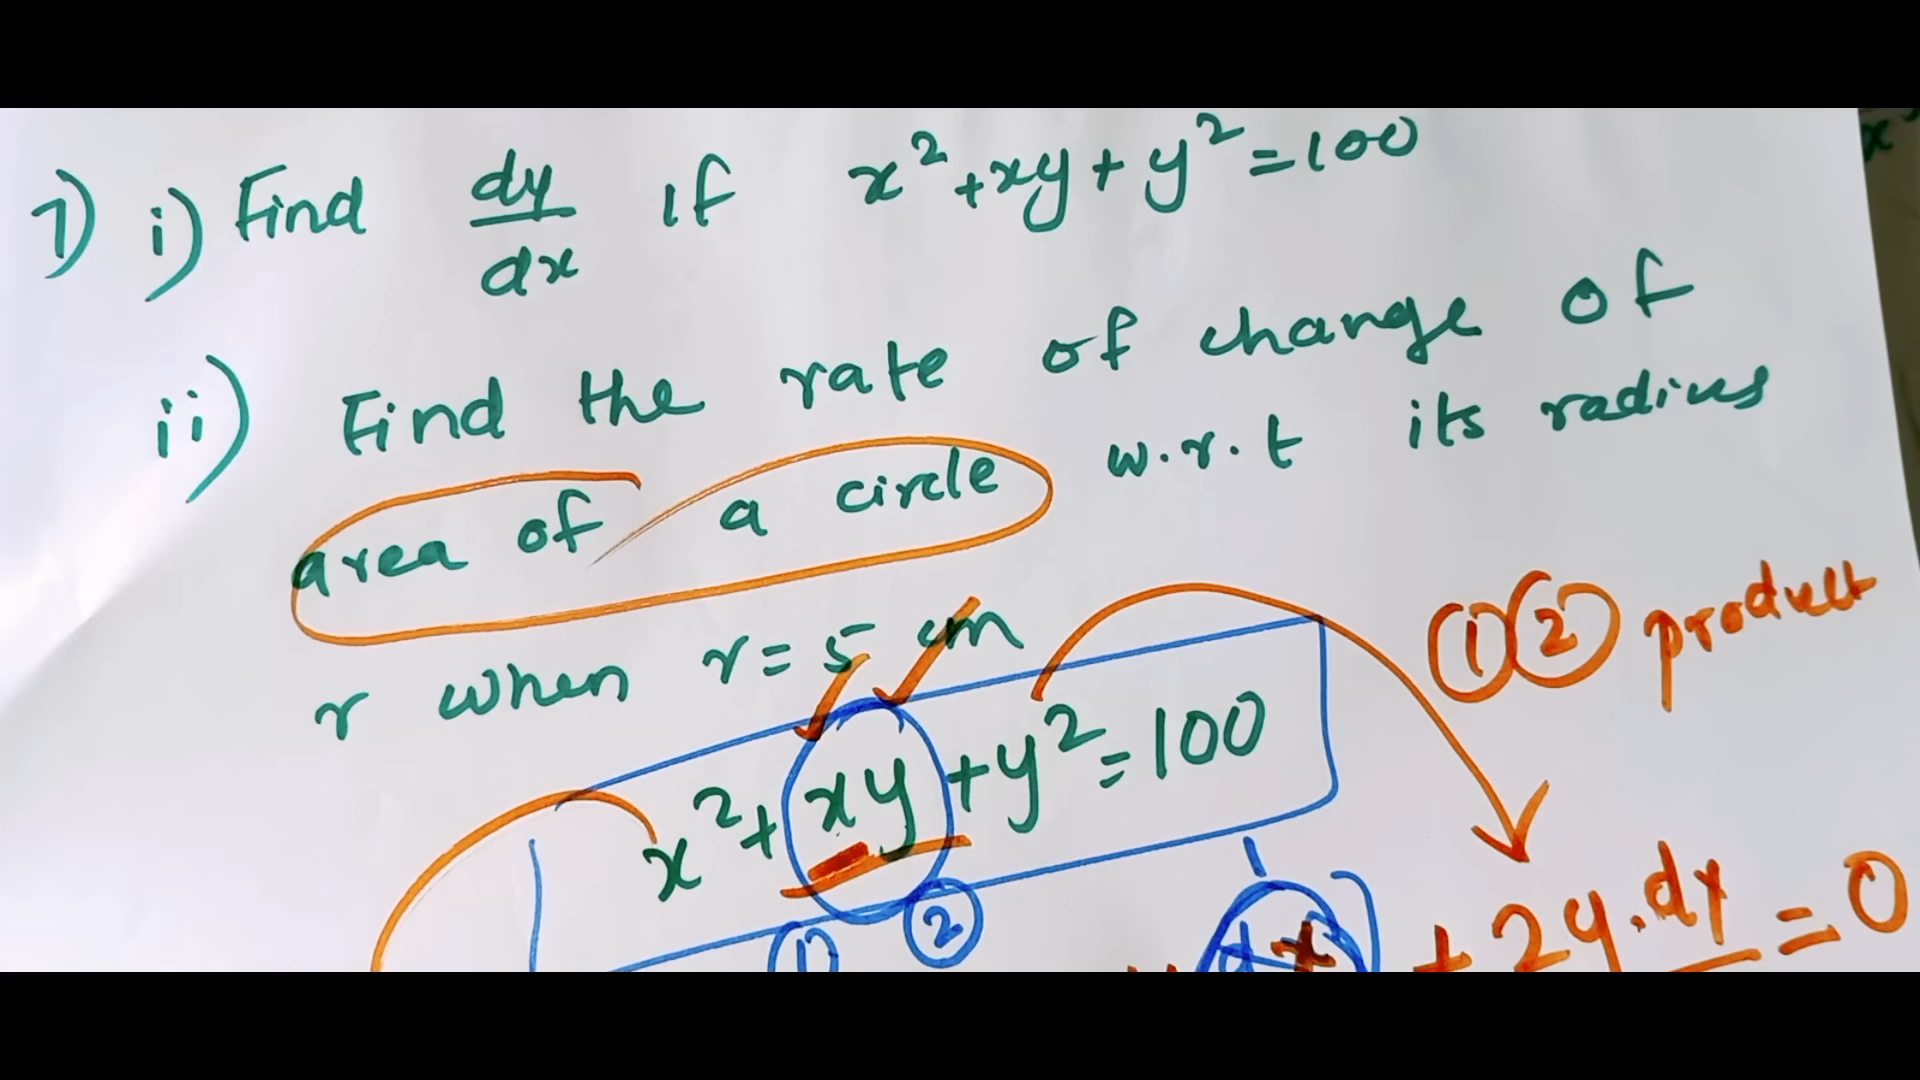 7) i) Find dy/dx if x²+xy+y²=100
ii) Find the rate of change of
area of a circle w.r.t its radius
r when r=5 cm
① ② product
x²+xy+y²=100
① ②
+ 2y.dy = 0